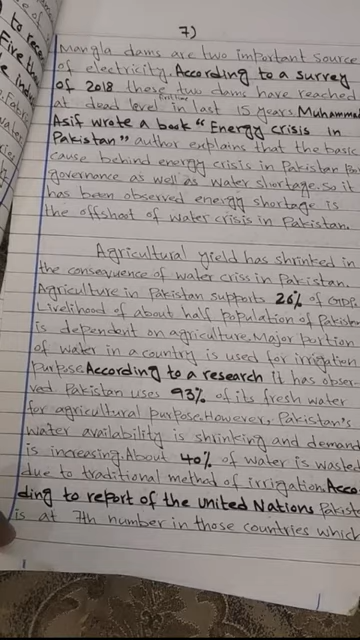 7)
Mangla dams are two important source
of electricity. According to a survey
of 2018 these two dams have reached
at dead level in last 15 years. Muhammad
Asif wrote a book "Energy crisis in
Pakistan" author explains that the basic
cause behind energy crisis in Pakistan
governance as well as water shortage. so it
has been observed energy shortage is
the offshoot of water crisis in Pakistan.
Agricultural yield has shrinked in
the consequence of water criss in Pakistan.
Agriculture in Pakistan supports 26% of GDP.
Livelihood of about half population of Pakist
is dependent on agriculture. Major portion
of water in a country is used for irrigation
purpose. According to a research it has obser
ved Pakistan uses 93% of its fresh water
for agricultural purpose. However, Pakistan's
water availability is shrinking and demand
is increasing. About 40% of water is wasted
due to traditional method of irrigation. Acco
ding to report of the united Nations Pakist
is at 7th number in those countries which